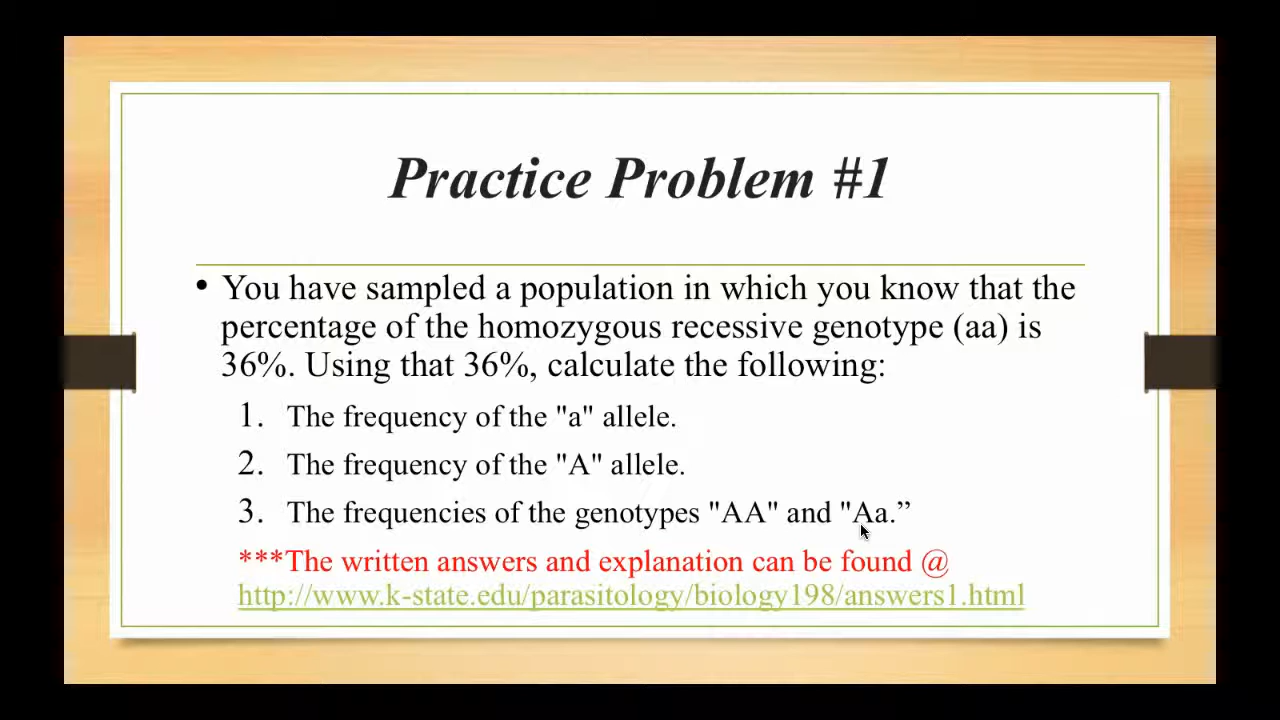 Practice Problem #1
• You have sampled a population in which you know that the
percentage of the homozygous recessive genotype (aa) is
36%. Using that 36%, calculate the following:
1. The frequency of the "a" allele.
2. The frequency of the "A" allele.
3. The frequencies of the genotypes "AA" and "Aa.”
***The written answers and explanation can be found @
http://www.k-state.edu/parasitology/biology198/answers1.html